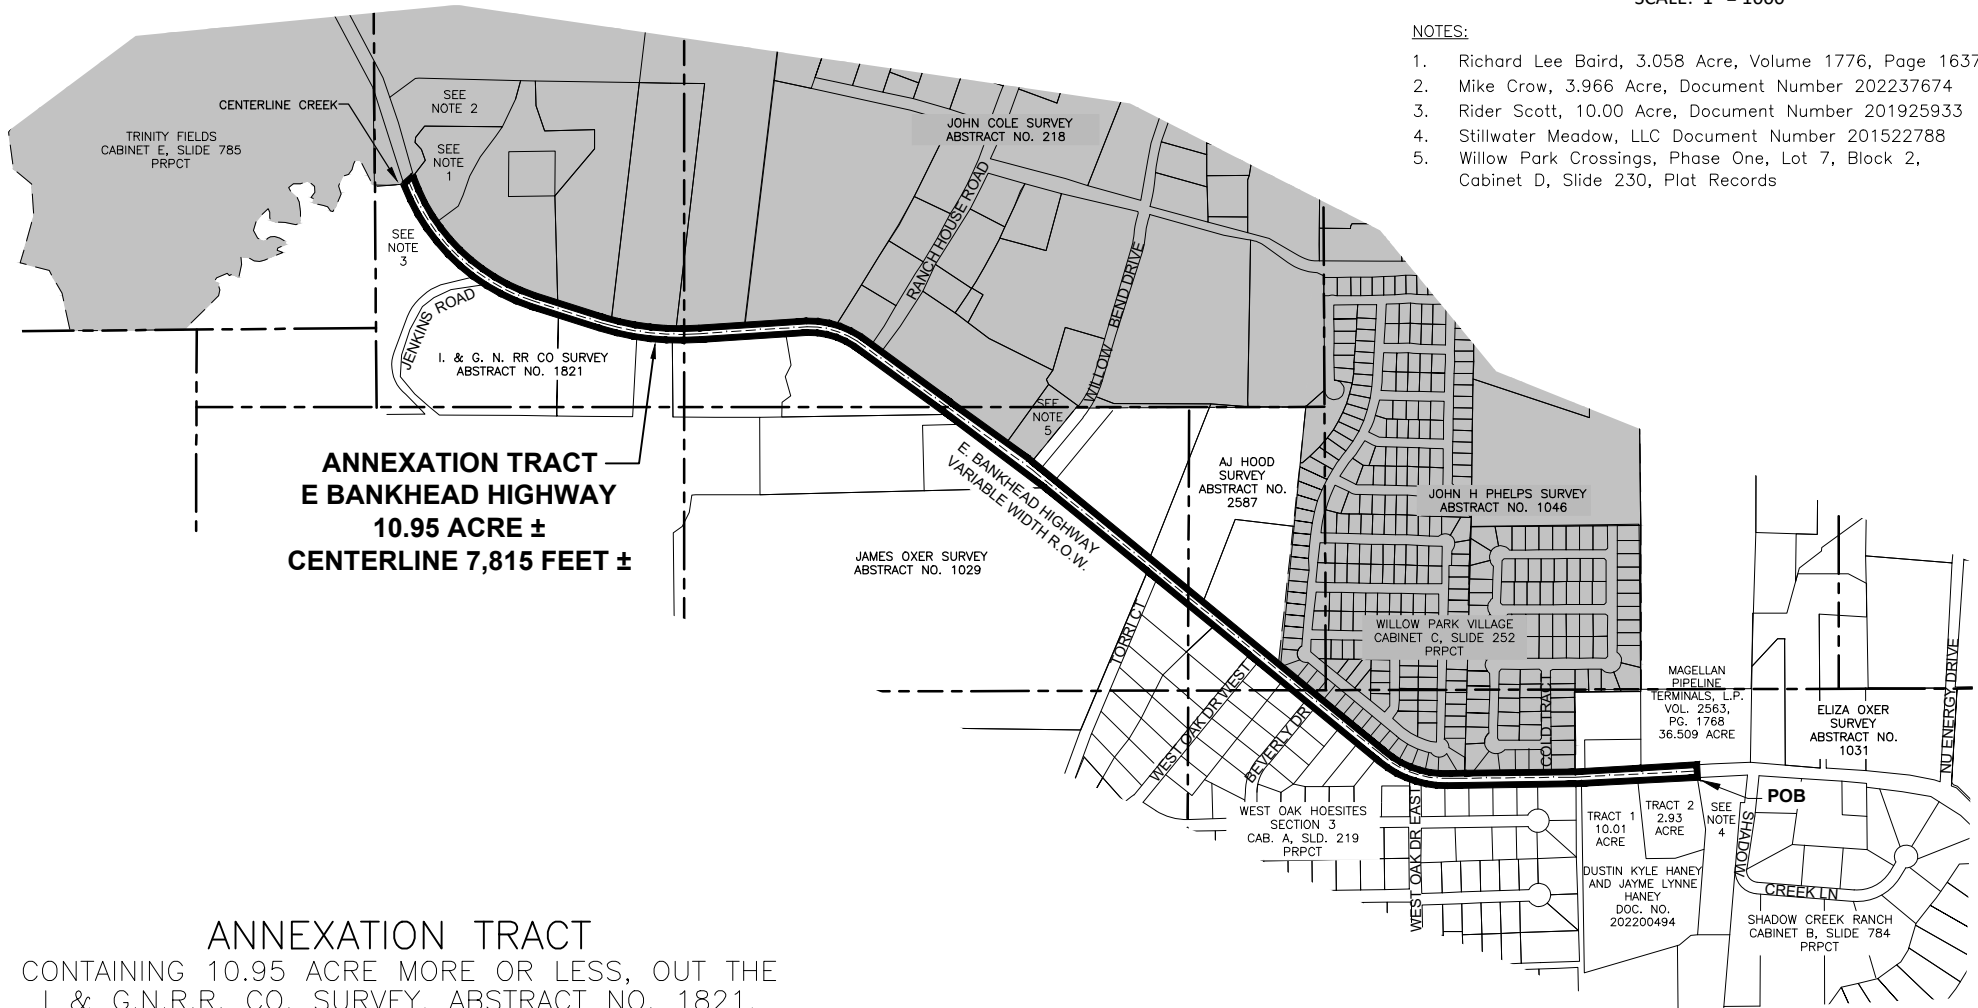 NOTES:
1. Richard Lee Baird, 3.058 Acre, Volume 1776, Page 1637
2. Mike Crow, 3.966 Acre, Document Number 202237674
3. Rider Scott, 10.00 Acre, Document Number 201925933
4. Stillwater Meadow, LLC Document Number 201522788
5. Willow Park Crossings, Phase One, Lot 7, Block 2,
Cabinet D, Slide 230, Plat Records
CENTERLINE CREEK
TRINITY FIELDS
CABINET E, SLIDE 785
PRPCT
SEE
NOTE 2
SEE
NOTE
1
SEE
NOTE
3
JOHN COLE SURVEY
ABSTRACT NO. 218
RANCH HOUSE ROAD
WILLOW BEND DRIVE
JENKINS ROAD
I. & G. N. RR CO SURVEY
ABSTRACT NO. 1821
SEE
NOTE
5
ANNEXATION TRACT
E BANKHEAD HIGHWAY
10.95 ACRE ±
CENTERLINE 7,815 FEET ±
E. BANKHEAD HIGHWAY
VARIABLE WIDTH R.O.W.
AJ HOOD
SURVEY
ABSTRACT NO.
2587
JOHN H PHELPS SURVEY
ABSTRACT NO. 1046
JAMES OXER SURVEY
ABSTRACT NO. 1029
WILLOW PARK VILLAGE
CABINET C, SLIDE 252
PRPCT
TORRI CT
WEST OAK DR WEST
BEVERLY DR
COLD TRACT
MAGELLAN
PIPELINE
TERMINALS, L.P.
VOL. 2563,
PG. 1768
36.509 ACRE
ELIZA OXER
SURVEY
ABSTRACT NO.
1031
NU ENERGY DRIVE
POB
WEST OAK HOESITES
SECTION 3
CAB. A, SLD. 219
PRPCT
WEST OAK DR EAST
TRACT 1
10.01
ACRE
TRACT 2
2.93
ACRE
SEE
NOTE
4
SHADOW
CREEK LN
DUSTIN KYLE HANEY
AND JAYME LYNNE
HANEY
DOC. NO.
202200494
SHADOW CREEK RANCH
CABINET B, SLIDE 784
PRPCT
ANNEXATION TRACT
CONTAINING 10.95 ACRE MORE OR LESS, OUT THE
I. & G.N.R.R. CO. SURVEY, ABSTRACT NO. 1821,